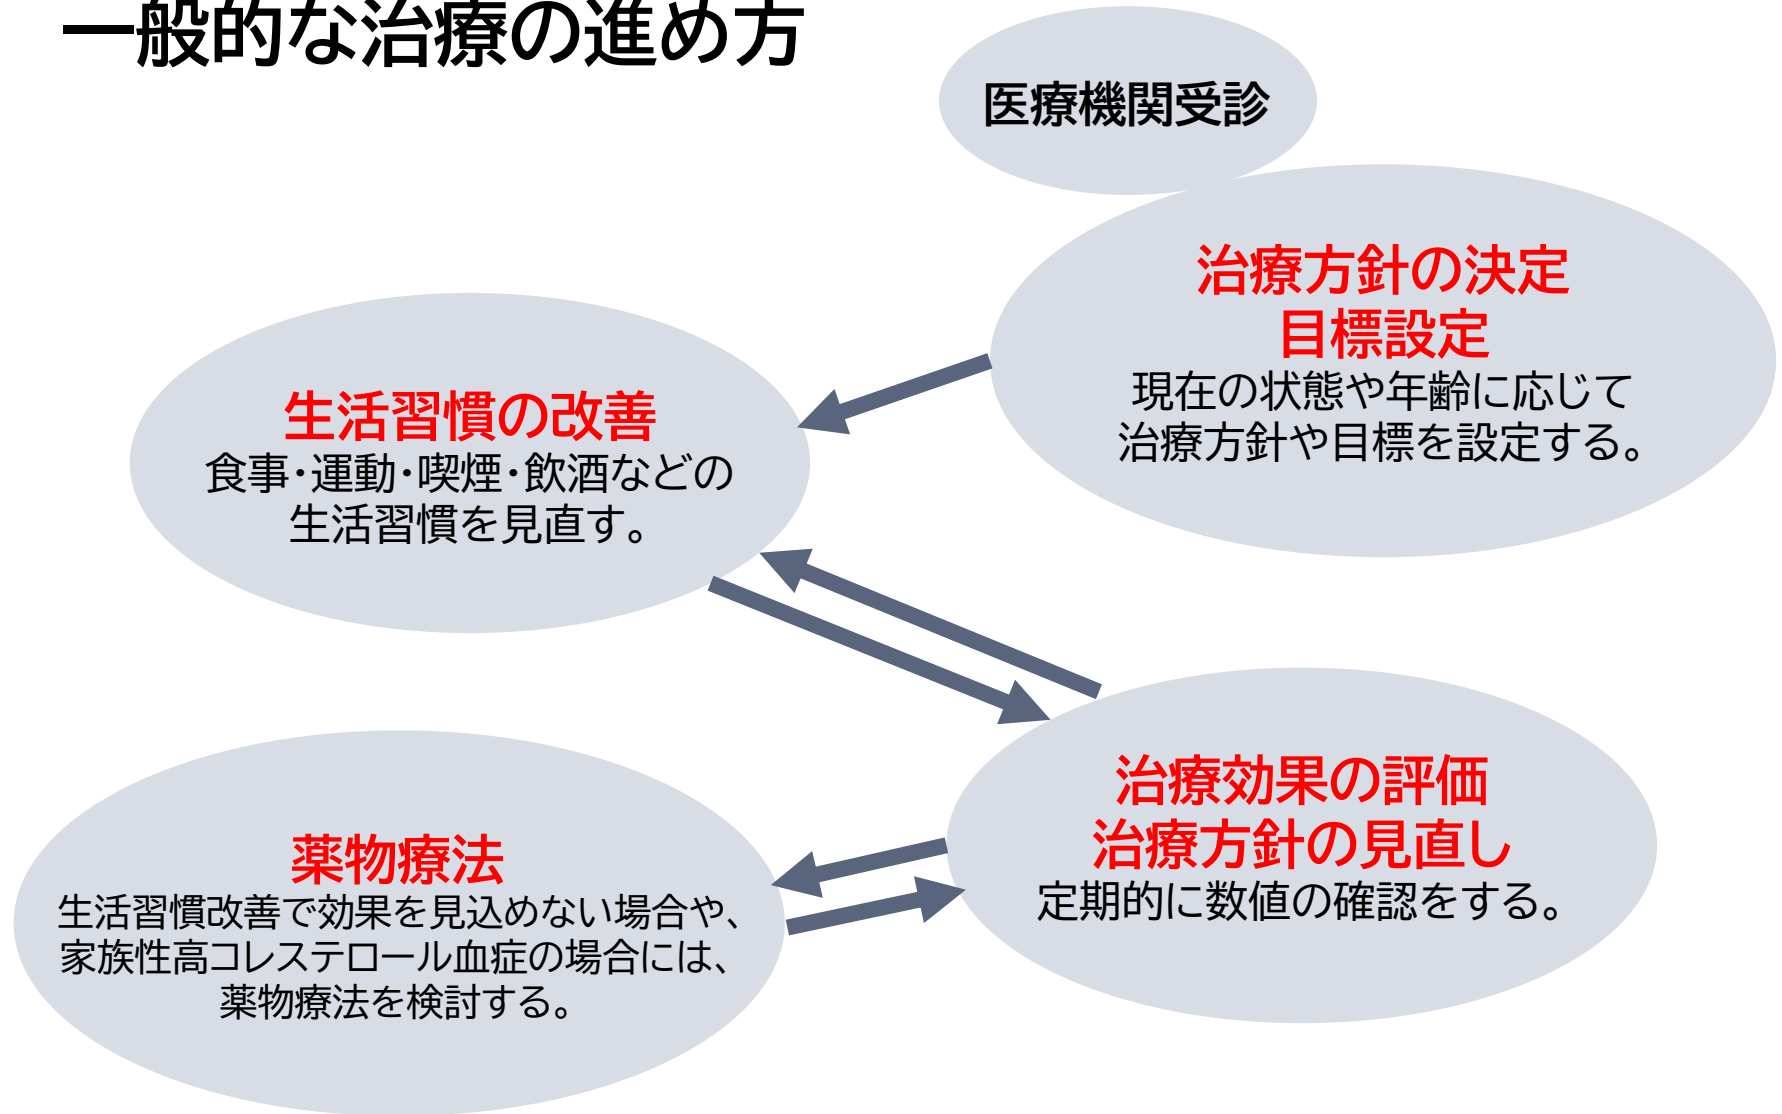 一般的な治療の進め方
医療機関受診
治療方針の決定
目標設定
現在の状態や年齢に応じて
治療方針や目標を設定する。
生活習慣の改善
食事・運動・喫煙・飲酒などの
生活習慣を見直す。
治療効果の評価
治療方針の見直し
定期的に数値の確認をする。
薬物療法
生活習慣改善で効果を見込めない場合や、
家族性高コレステロール血症の場合には、
薬物療法を検討する。